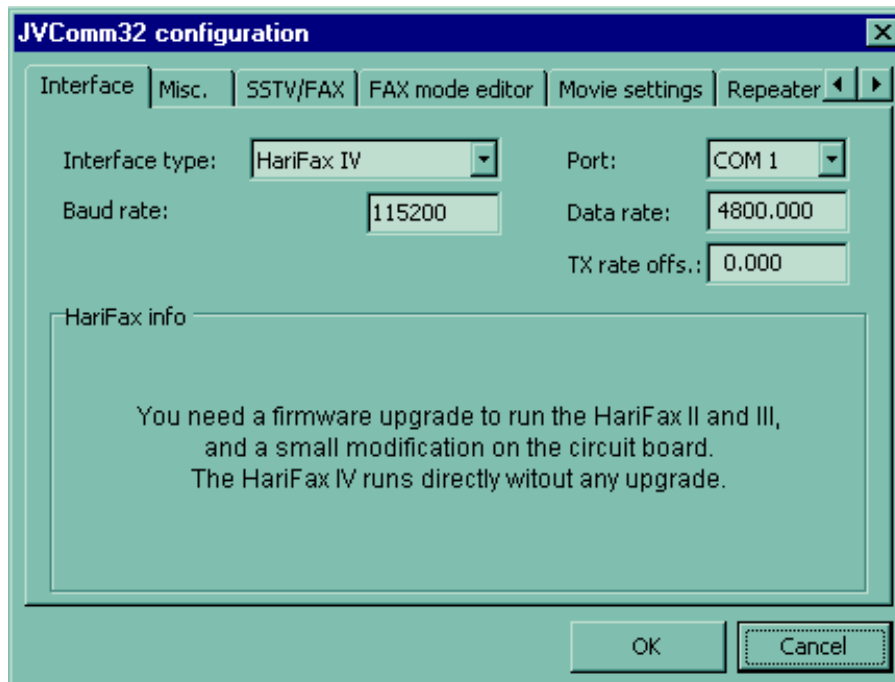 JVComm32 configuration
Interface Misc. SSTV/FAX FAX mode editor Movie settings Repeater
Interface type: HariFax IV Port: COM 1
Baud rate: 115200 Data rate: 4800.000
TX rate offs.: 0.000
HariFax info
You need a firmware upgrade to run the HariFax II and III,
and a small modification on the circuit board.
The HariFax IV runs directly witout any upgrade.
OK Cancel